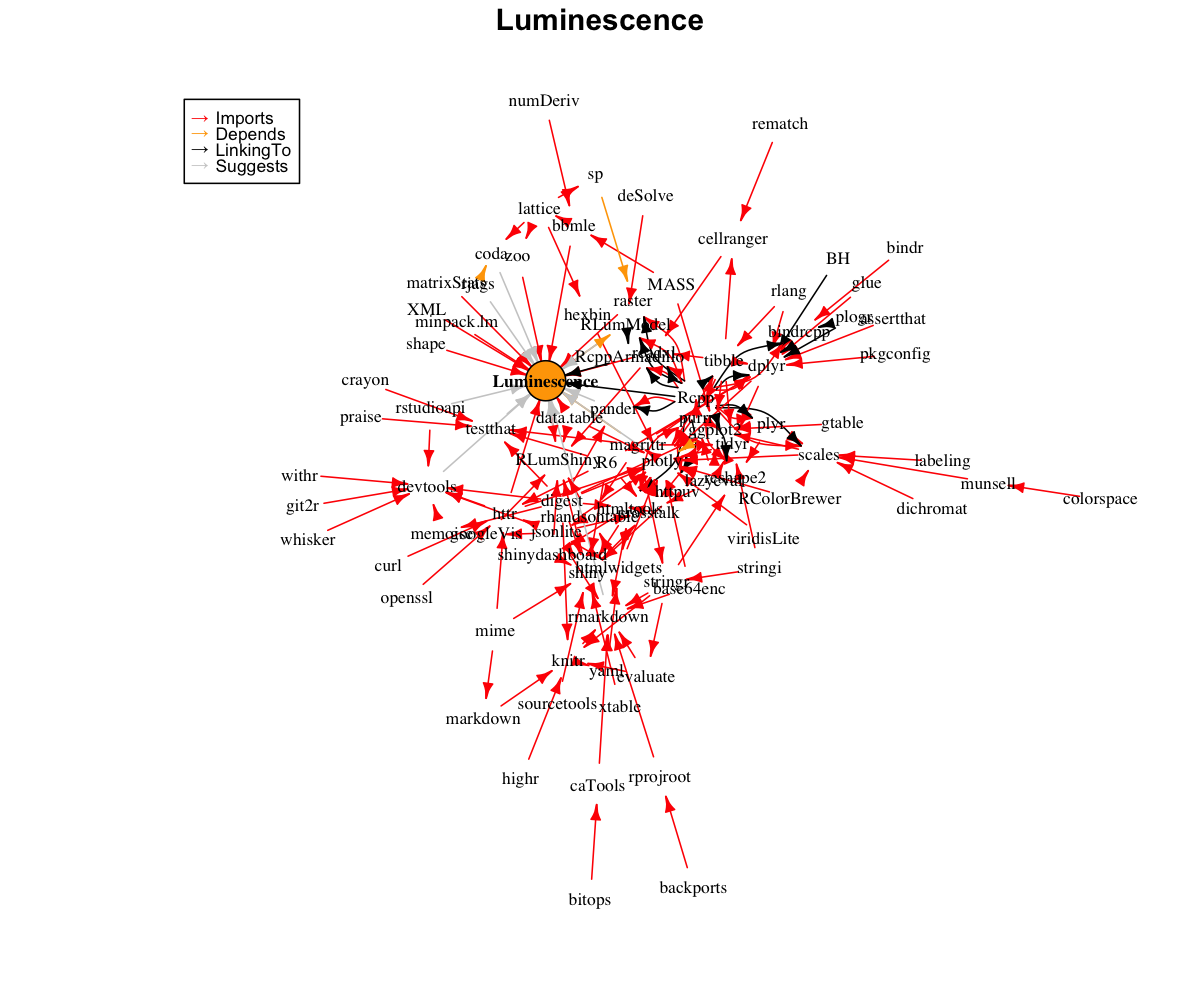 Luminescence
Imports
Depends
LinkingTo
Suggests
numDeriv
rematch
sp
deSolve
lattice
bbmle
cellranger
coda
zoo
BH
bindr
matrixStats
rjags
MASS
rlang
glue
XML
hexbin
raster
minpack.lm
RLumModel
plogr
assertthat
bindrcpp
shape
RcppArmadillo
readxl
tibble
dplyr
pkgconfig
crayon
Luminescence
Rcpp
praise
rstudioapi
testthat
data.table
pander
purrr
ggplot2
plyr
gtable
magrittr
tidyr
RLumShiny
R6
plotly
scales
labeling
withr
devtools
lazyeval
reshape2
munsell
git2r
digest
httpuv
RColorBrewer
colorspace
httr
rhandsontable
htmltools
crosstalk
dichromat
whisker
memoise
googleVis
jsonlite
viridisLite
curl
shinydashboard
shiny
htmlwidgets
stringr
stringi
openssl
base64enc
mime
rmarkdown
knitr
yaml
evaluate
markdown
sourcetools
xtable
highr
caTools
rprojroot
bitops
backports